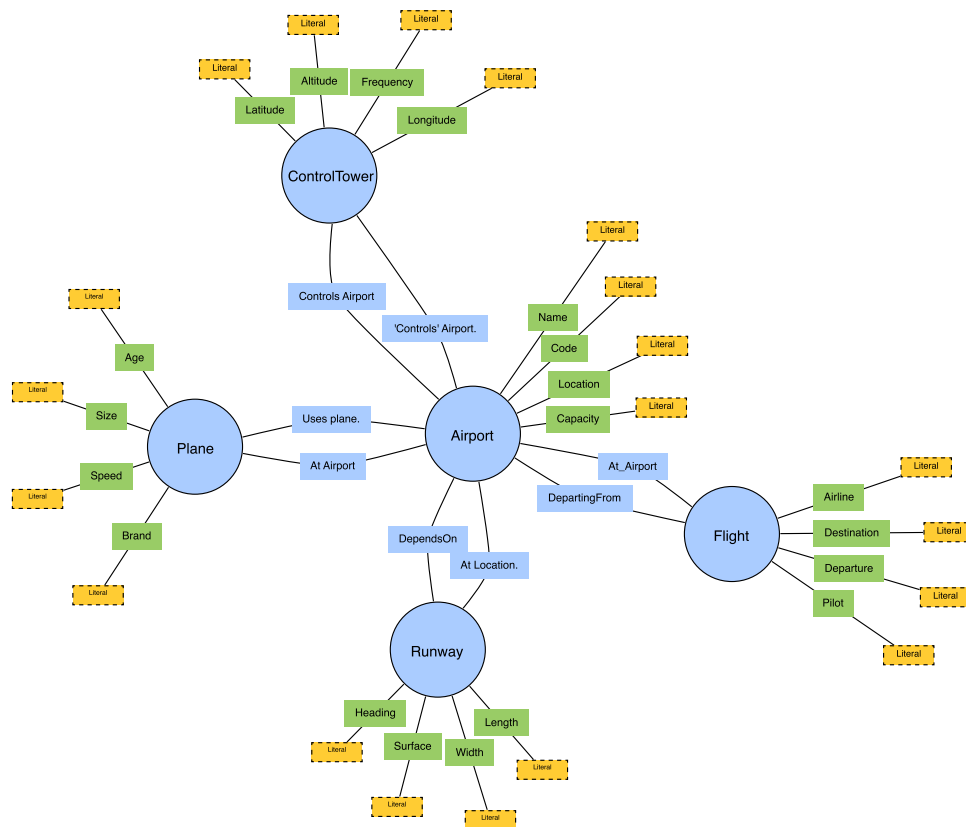 Literal
Literal
Literal
Literal
Altitude
Frequency
Latitude
Longitude
ControlTower
Literal
Literal
Controls Airport
Literal
Name
'Controls' Airport.
Literal
Code
Age
Location
Literal
Literal
Size
Uses plane.
Capacity
Airport
Plane
At Airport
At_Airport
Literal
Speed
Literal
DepartingFrom
Airline
Brand
DependsOn
Flight
Destination
Literal
At Location.
Departure
Literal
Literal
Pilot
Runway
Literal
Heading
Length
Literal
Surface
Width
Literal
Literal
Literal